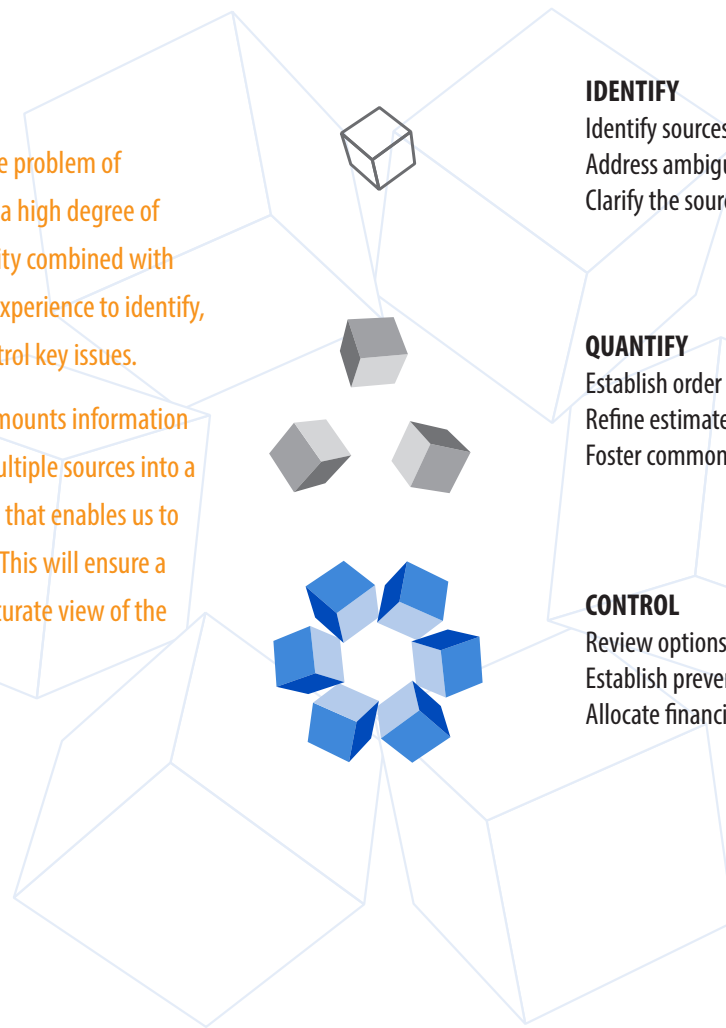 e problem of
a high degree of
ity combined with
xperience to identify,
trol key issues.
mounts information
ultiple sources into a
that enables us to
This will ensure a
curate view of the
IDENTIFY
Identify sources
Address ambigu
Clarify the sour
QUANTIFY
Establish order
Refine estimate
Foster common
CONTROL
Review options
Establish preve
Allocate financi